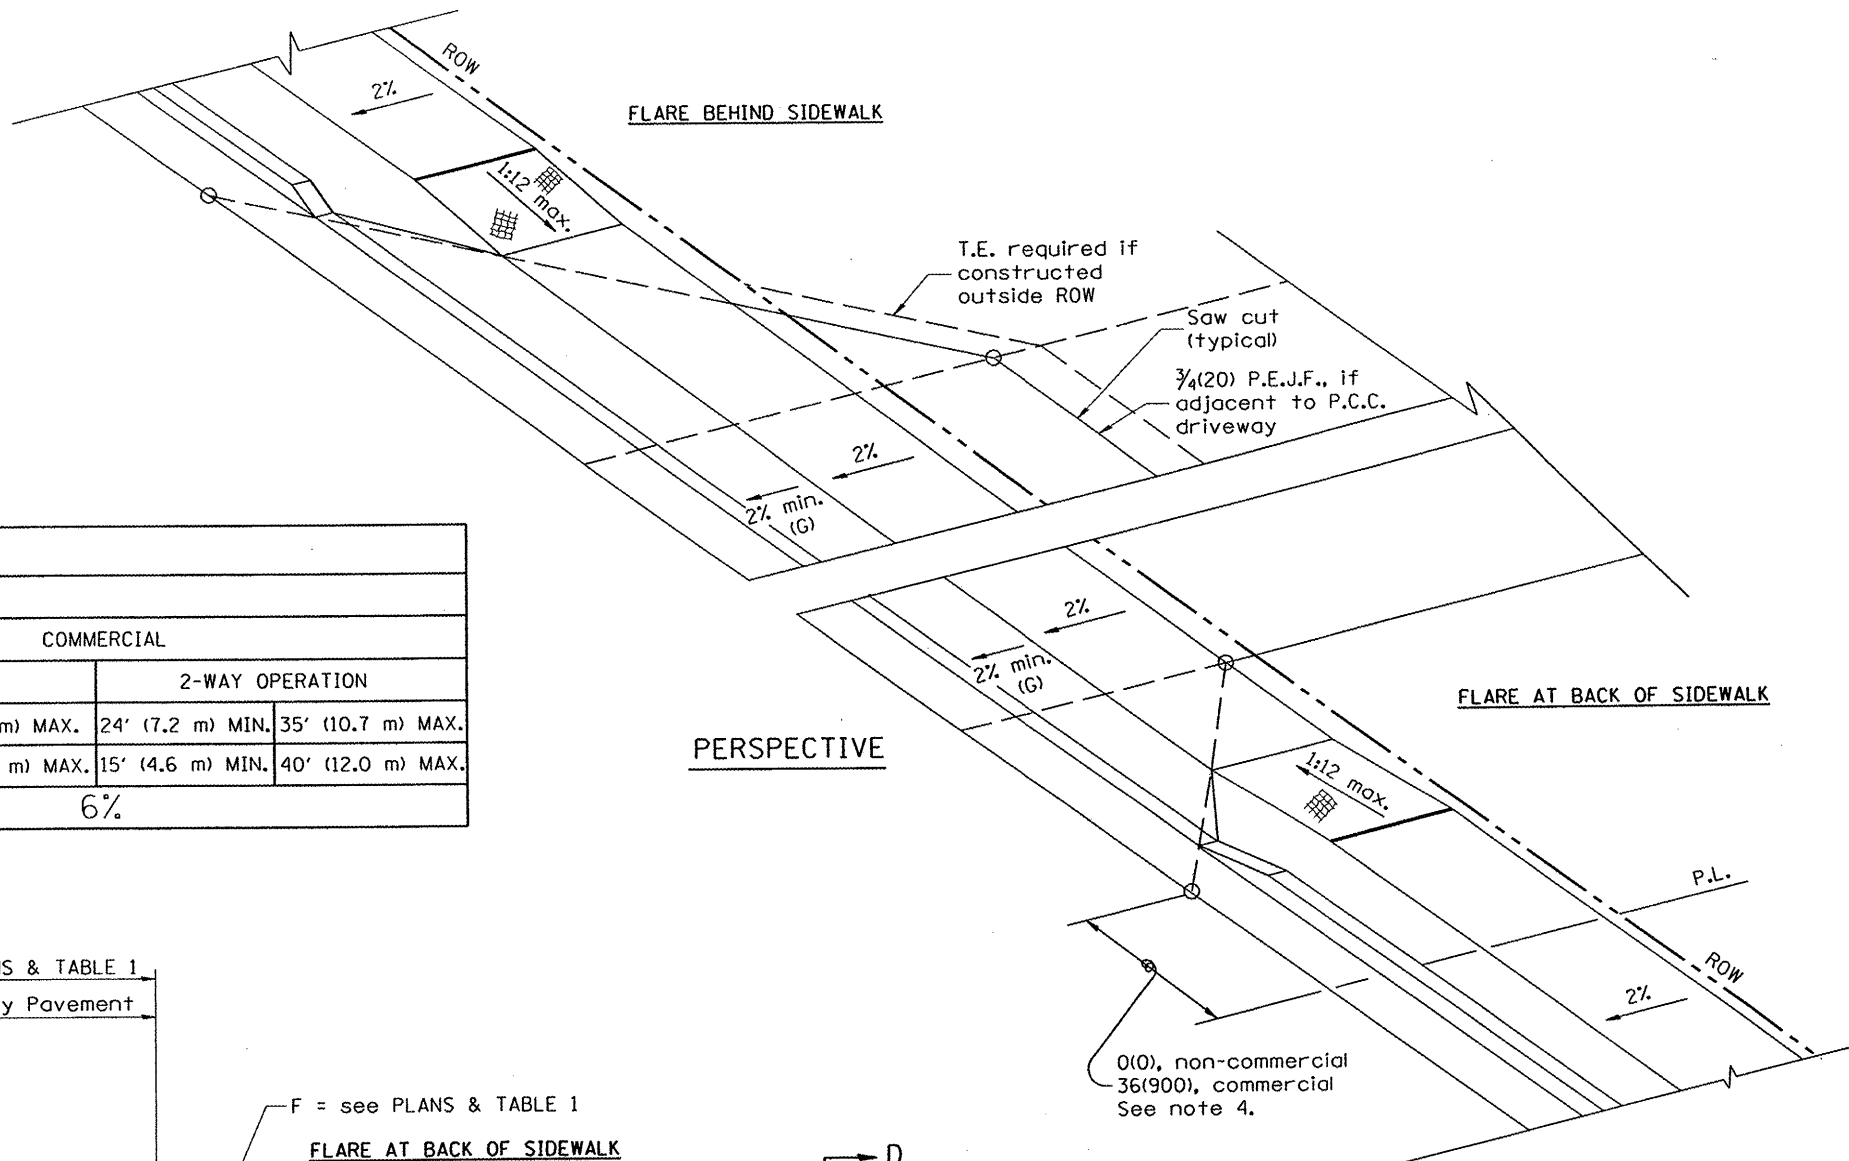 ROW
2%
FLARE BEHIND SIDEWALK
1:12 max.
T.E. required if
constructed
outside ROW
Saw cut
(typical)
3/4(20) P.E.J.F., if
adjacent to P.C.C.
driveway
2%
2% min.
(G)
COMMERCIAL
2-WAY OPERATION
m) MAX. 24' (7.2 m) MIN. 35' (10.7 m) MAX.
m) MAX. 15' (4.6 m) MIN. 40' (12.0 m) MAX.
6%
2%
2% min.
(G)
FLARE AT BACK OF SIDEWALK
PERSPECTIVE
1:12 max.
P.L.
ROW
2%
0(0), non-commercial
36(900), commercial
See note 4.
NS & TABLE 1
y Pavement
F = see PLANS & TABLE 1
FLARE AT BACK OF SIDEWALK
D